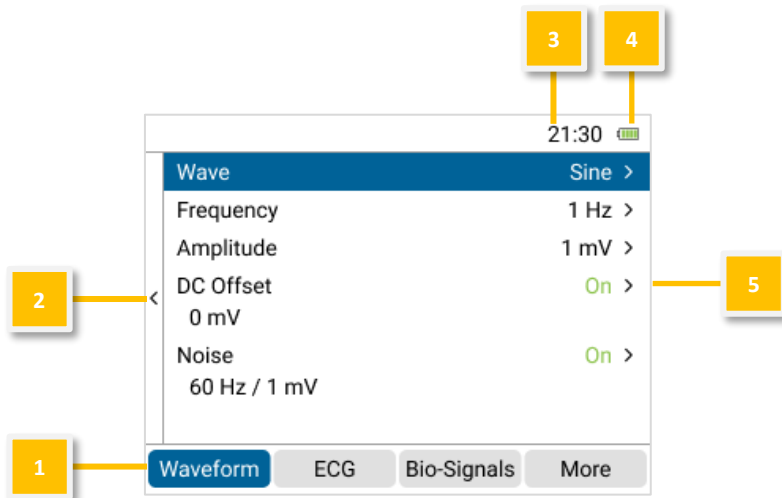 3 4
21:30
Wave Sine >
Frequency 1 Hz >
Amplitude 1 mV >
2 < DC Offset On > 5
0 mV
Noise On >
60 Hz / 1 mV
1 Waveform ECG Bio-Signals More